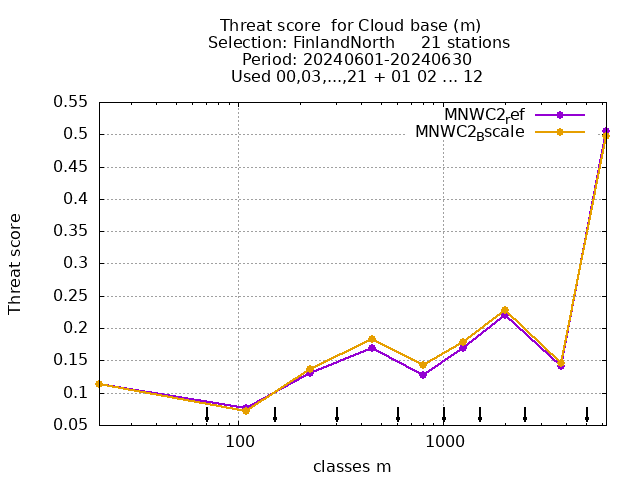 Threat score  for Cloud base (m)
Selection: FinlandNorth     21 stations
Period: 20240601-20240630
Used 00,03,...,21 + 01 02 ... 12
MNWC2ref
MNWC2Bscale
0.55
0.5
0.45
0.4
0.35
0.3
0.25
0.2
0.15
0.1
0.05
Threat score
100
1000
classes m